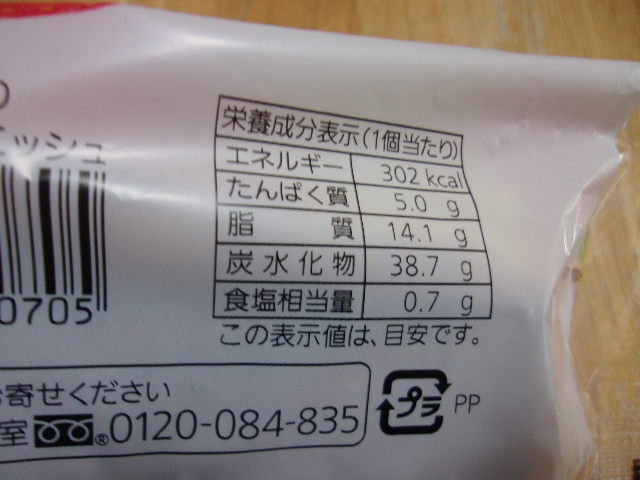 の
ニッシュ
0705
栄養成分表示(1個当たり)
エネルギー 302 kcal
たんぱく質 5.0 g
脂質 14.1 g
炭水化物 38.7 g
食塩相当量 0.7 g
この表示値は、目安です。
お寄せください
室 ®0120-084-835
プラ PP